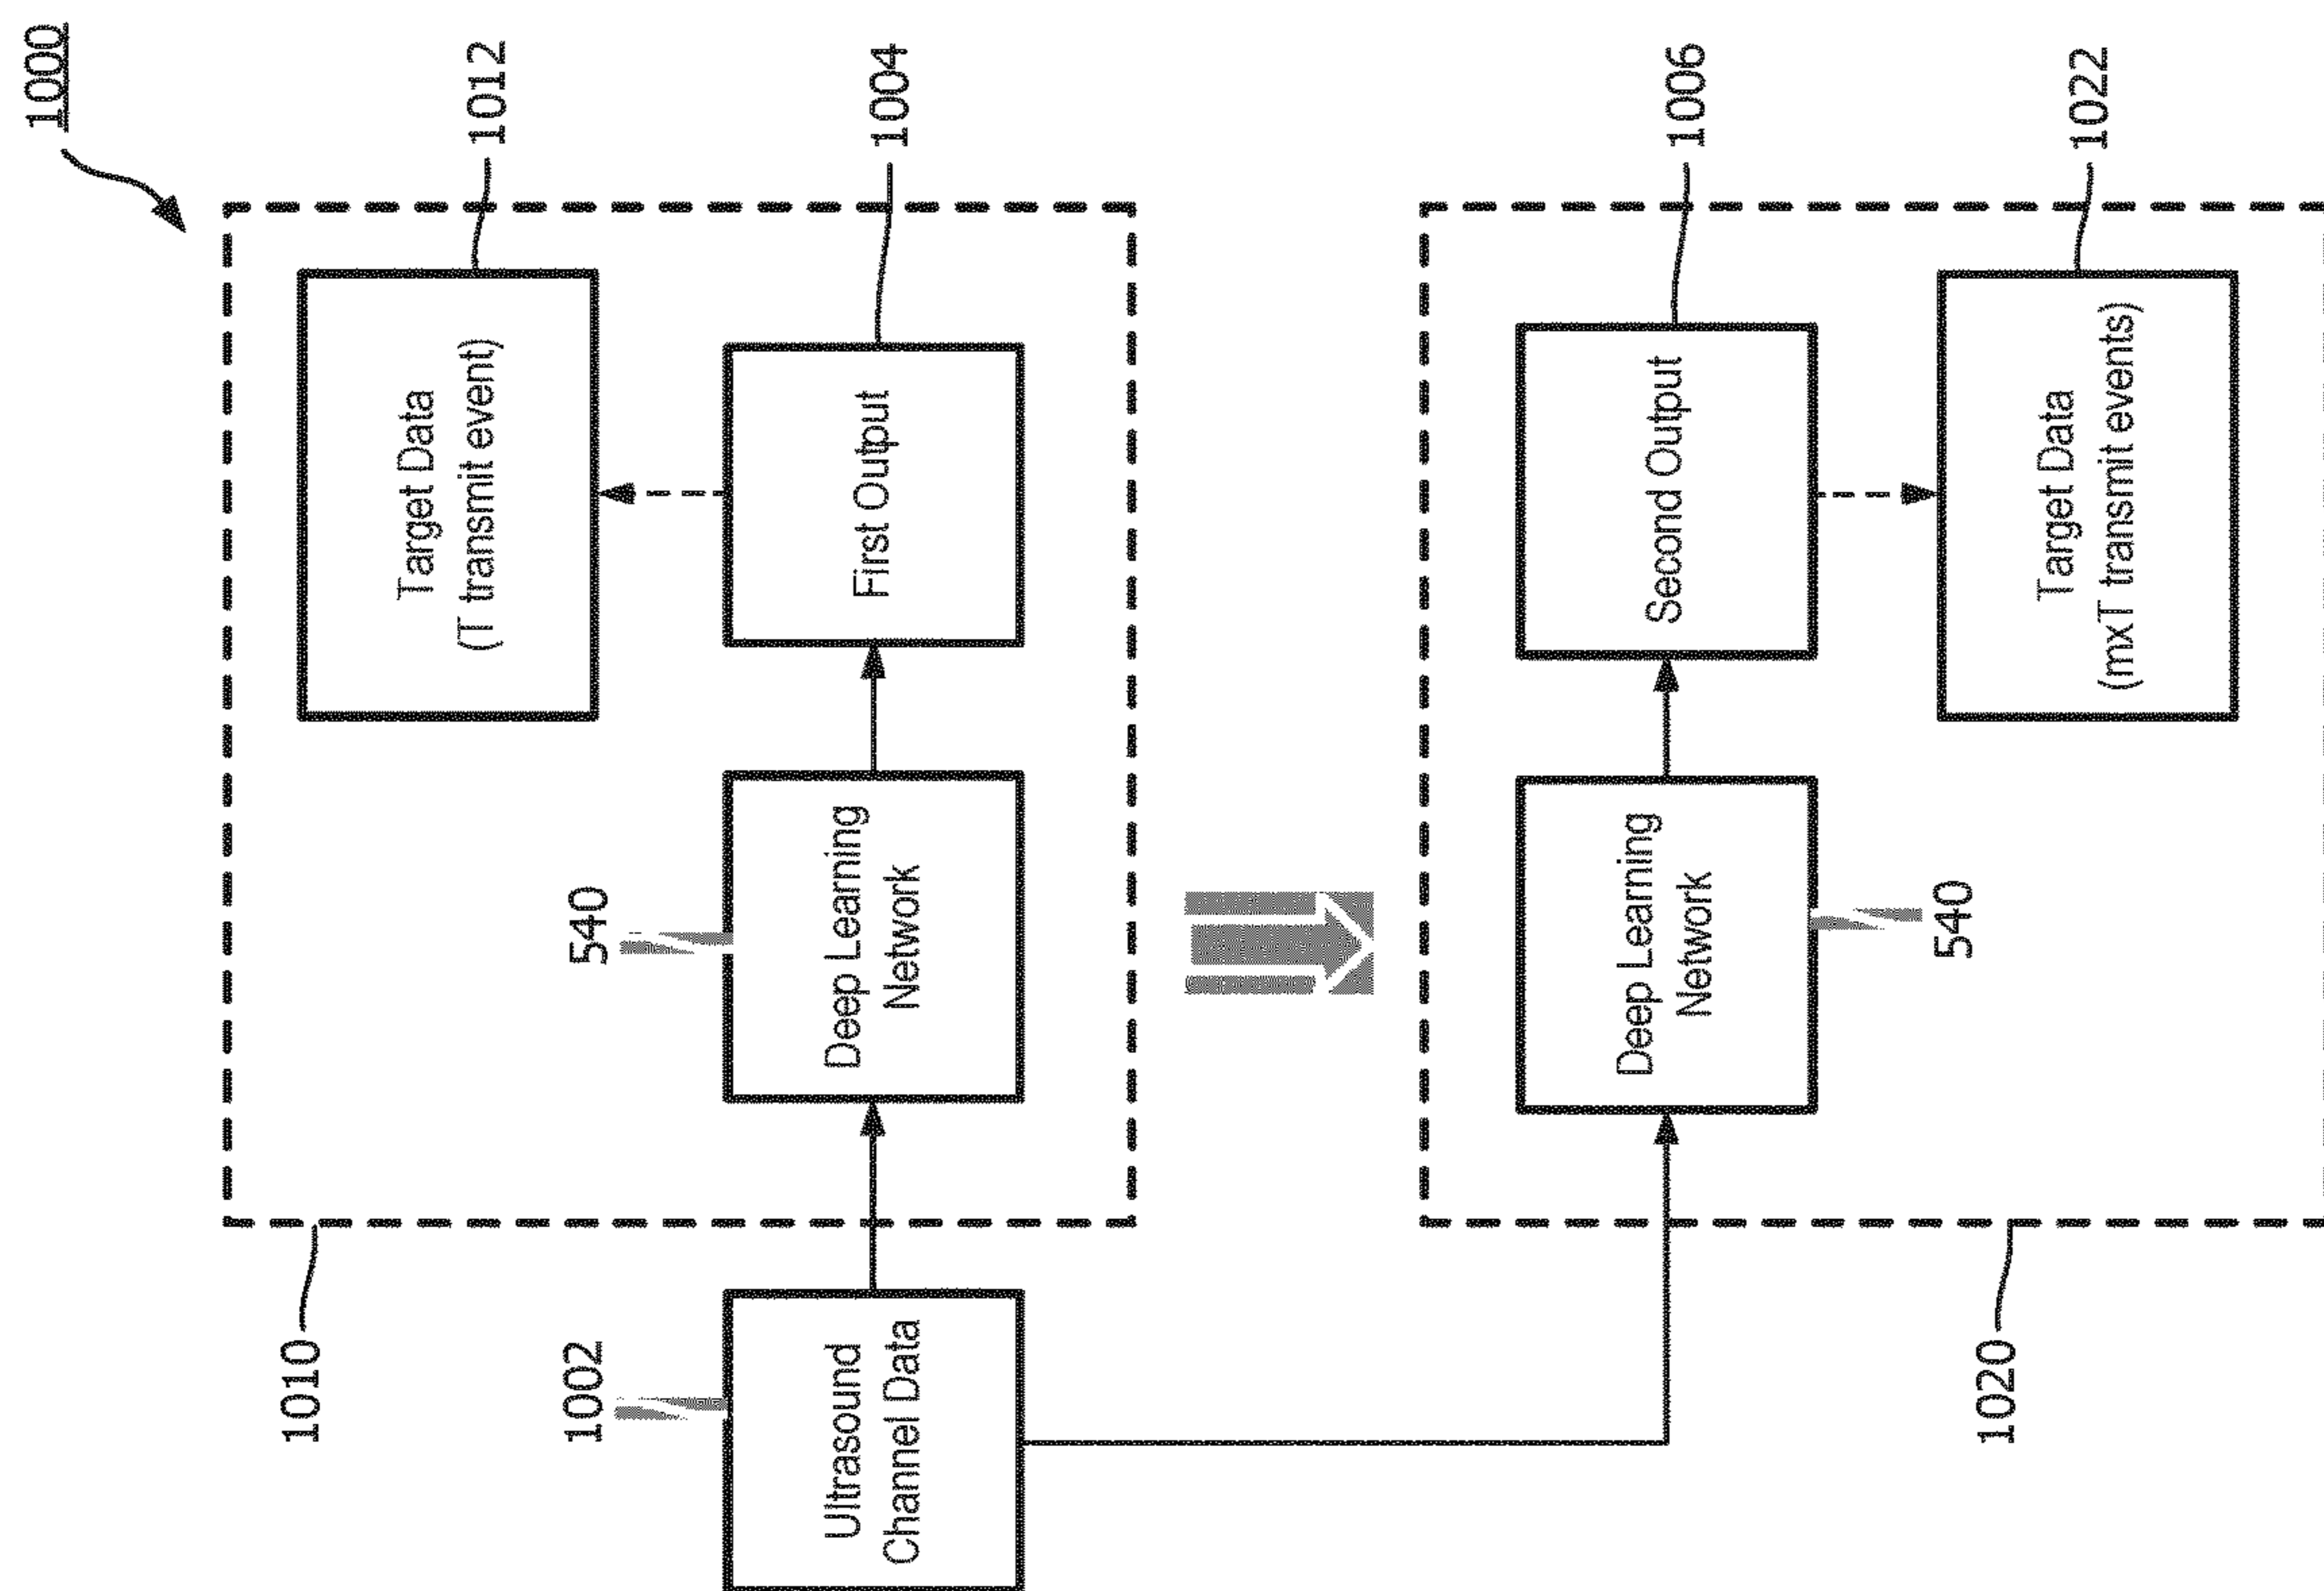 1000
1010
1012
Target Data
(T transmit event)
1002
540
1004
Ultrasound
Channel Data
Deep Learning
Network
First Output
1006
Deep Learning
Network
Second Output
540
1020
1022
Target Data
(mxT transmit events)